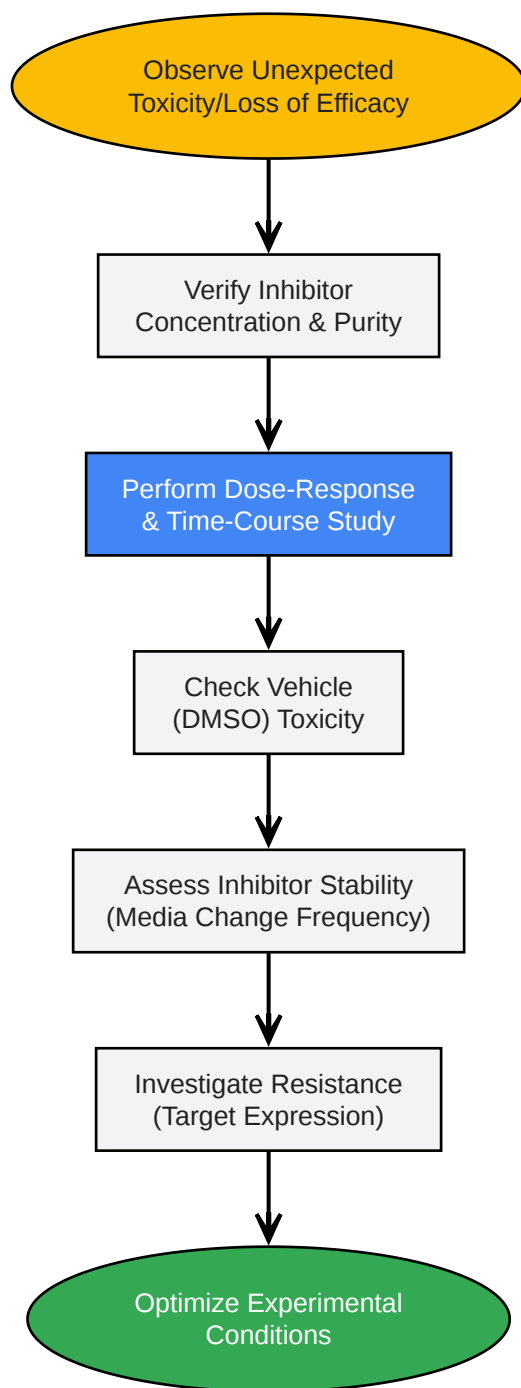 Observe Unexpected
Toxicity/Loss of Efficacy
Verify Inhibitor
Concentration & Purity
Perform Dose-Response
& Time-Course Study
Check Vehicle
(DMSO) Toxicity
Assess Inhibitor Stability
(Media Change Frequency)
Investigate Resistance
(Target Expression)
Optimize Experimental
Conditions